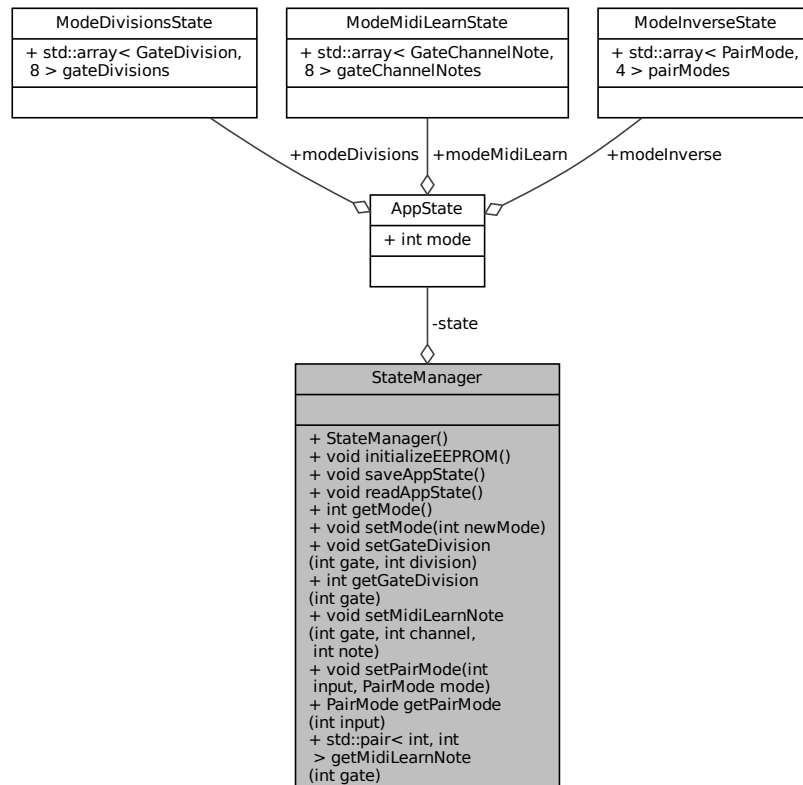 ModeDivisionsState
+ std::array< GateDivision,
8 > gateDivisions
ModeMidiLearnState
+ std::array< GateChannelNote,
8 > gateChannelNotes
ModeInverseState
+ std::array< PairMode,
4 > pairModes
+modeDivisions
+modeMidiLearn
+modeInverse
AppState
+ int mode
-state
StateManager
+ StateManager()
+ void initializeEEPROM()
+ void saveAppState()
+ void readAppState()
+ int getMode()
+ void setMode(int newMode)
+ void setGateDivision
(int gate, int division)
+ int getGateDivision
(int gate)
+ void setMidiLearnNote
(int gate, int channel,
int note)
+ void setPairMode(int
input, PairMode mode)
+ PairMode getPairMode
(int input)
+ std::pair< int, int
> getMidiLearnNote
(int gate)